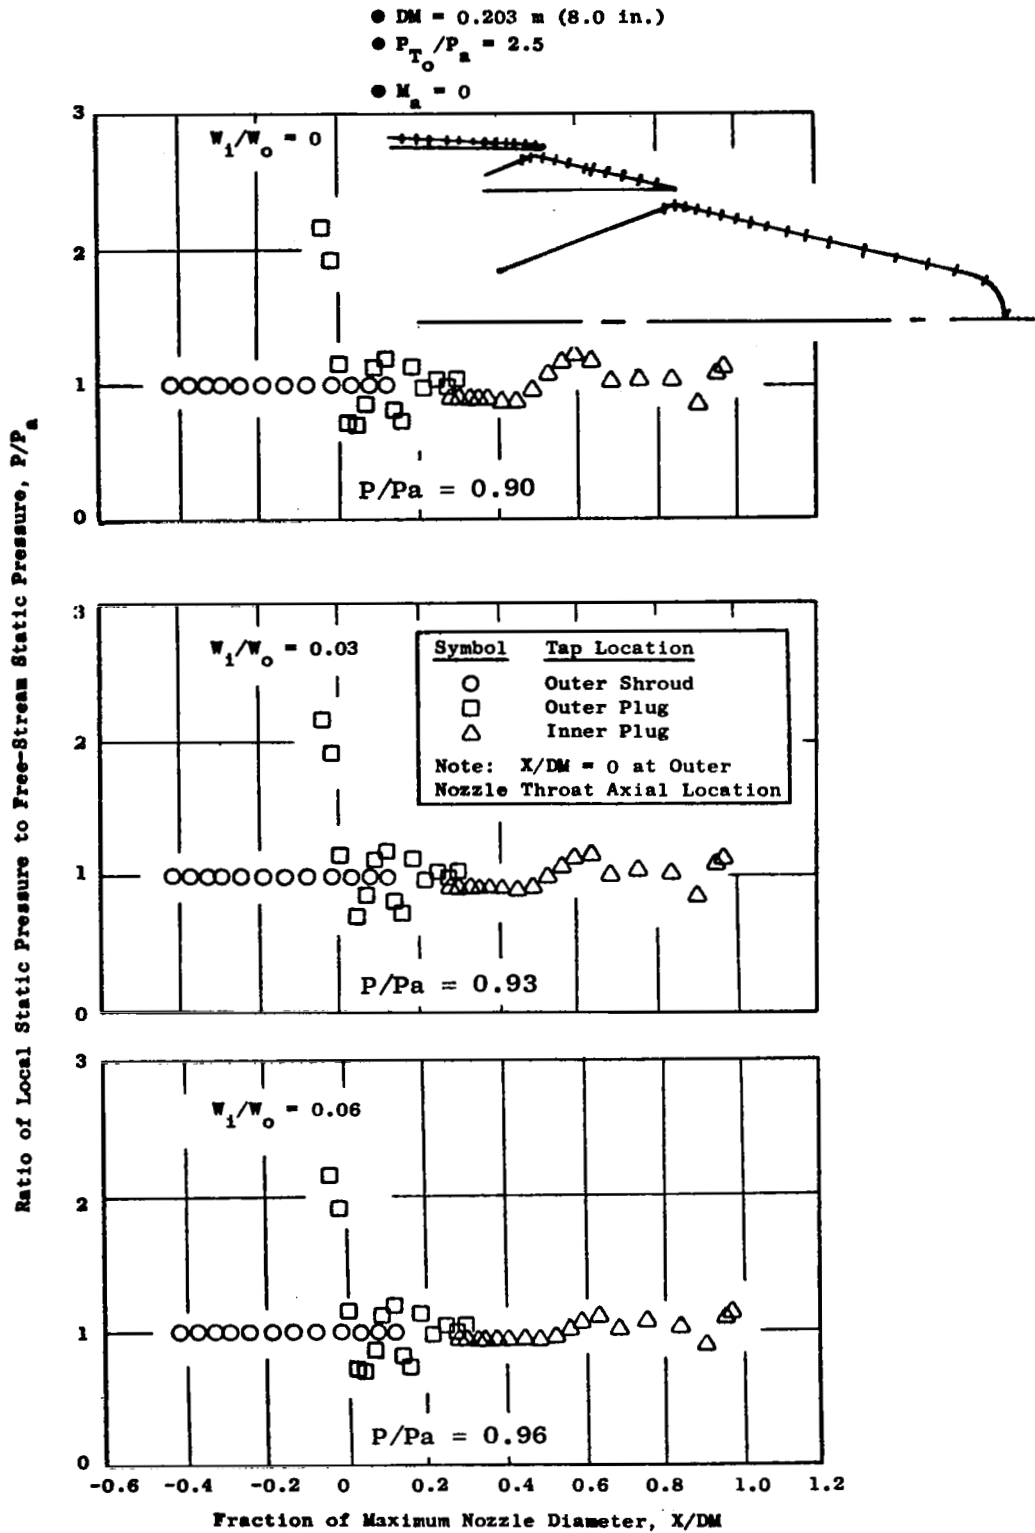 ● DM = 0.203 m (8.0 in.)
● P_To/P_a = 2.5
● M_a = 0
Ratio of Local Static Pressure to Free-Stream Static Pressure, P/P_a
3
W_i/W_o = 0
2
1
P/Pa = 0.90
0
3
W_i/W_o = 0.03
Symbol Tap Location
○ Outer Shroud
□ Outer Plug
△ Inner Plug
Note: X/DM = 0 at Outer
Nozzle Throat Axial Location
2
1
P/Pa = 0.93
0
3
W_i/W_o = 0.06
2
1
P/Pa = 0.96
0
-0.6 -0.4 -0.2 0 0.2 0.4 0.6 0.8 1.0 1.2
Fraction of Maximum Nozzle Diameter, X/DM